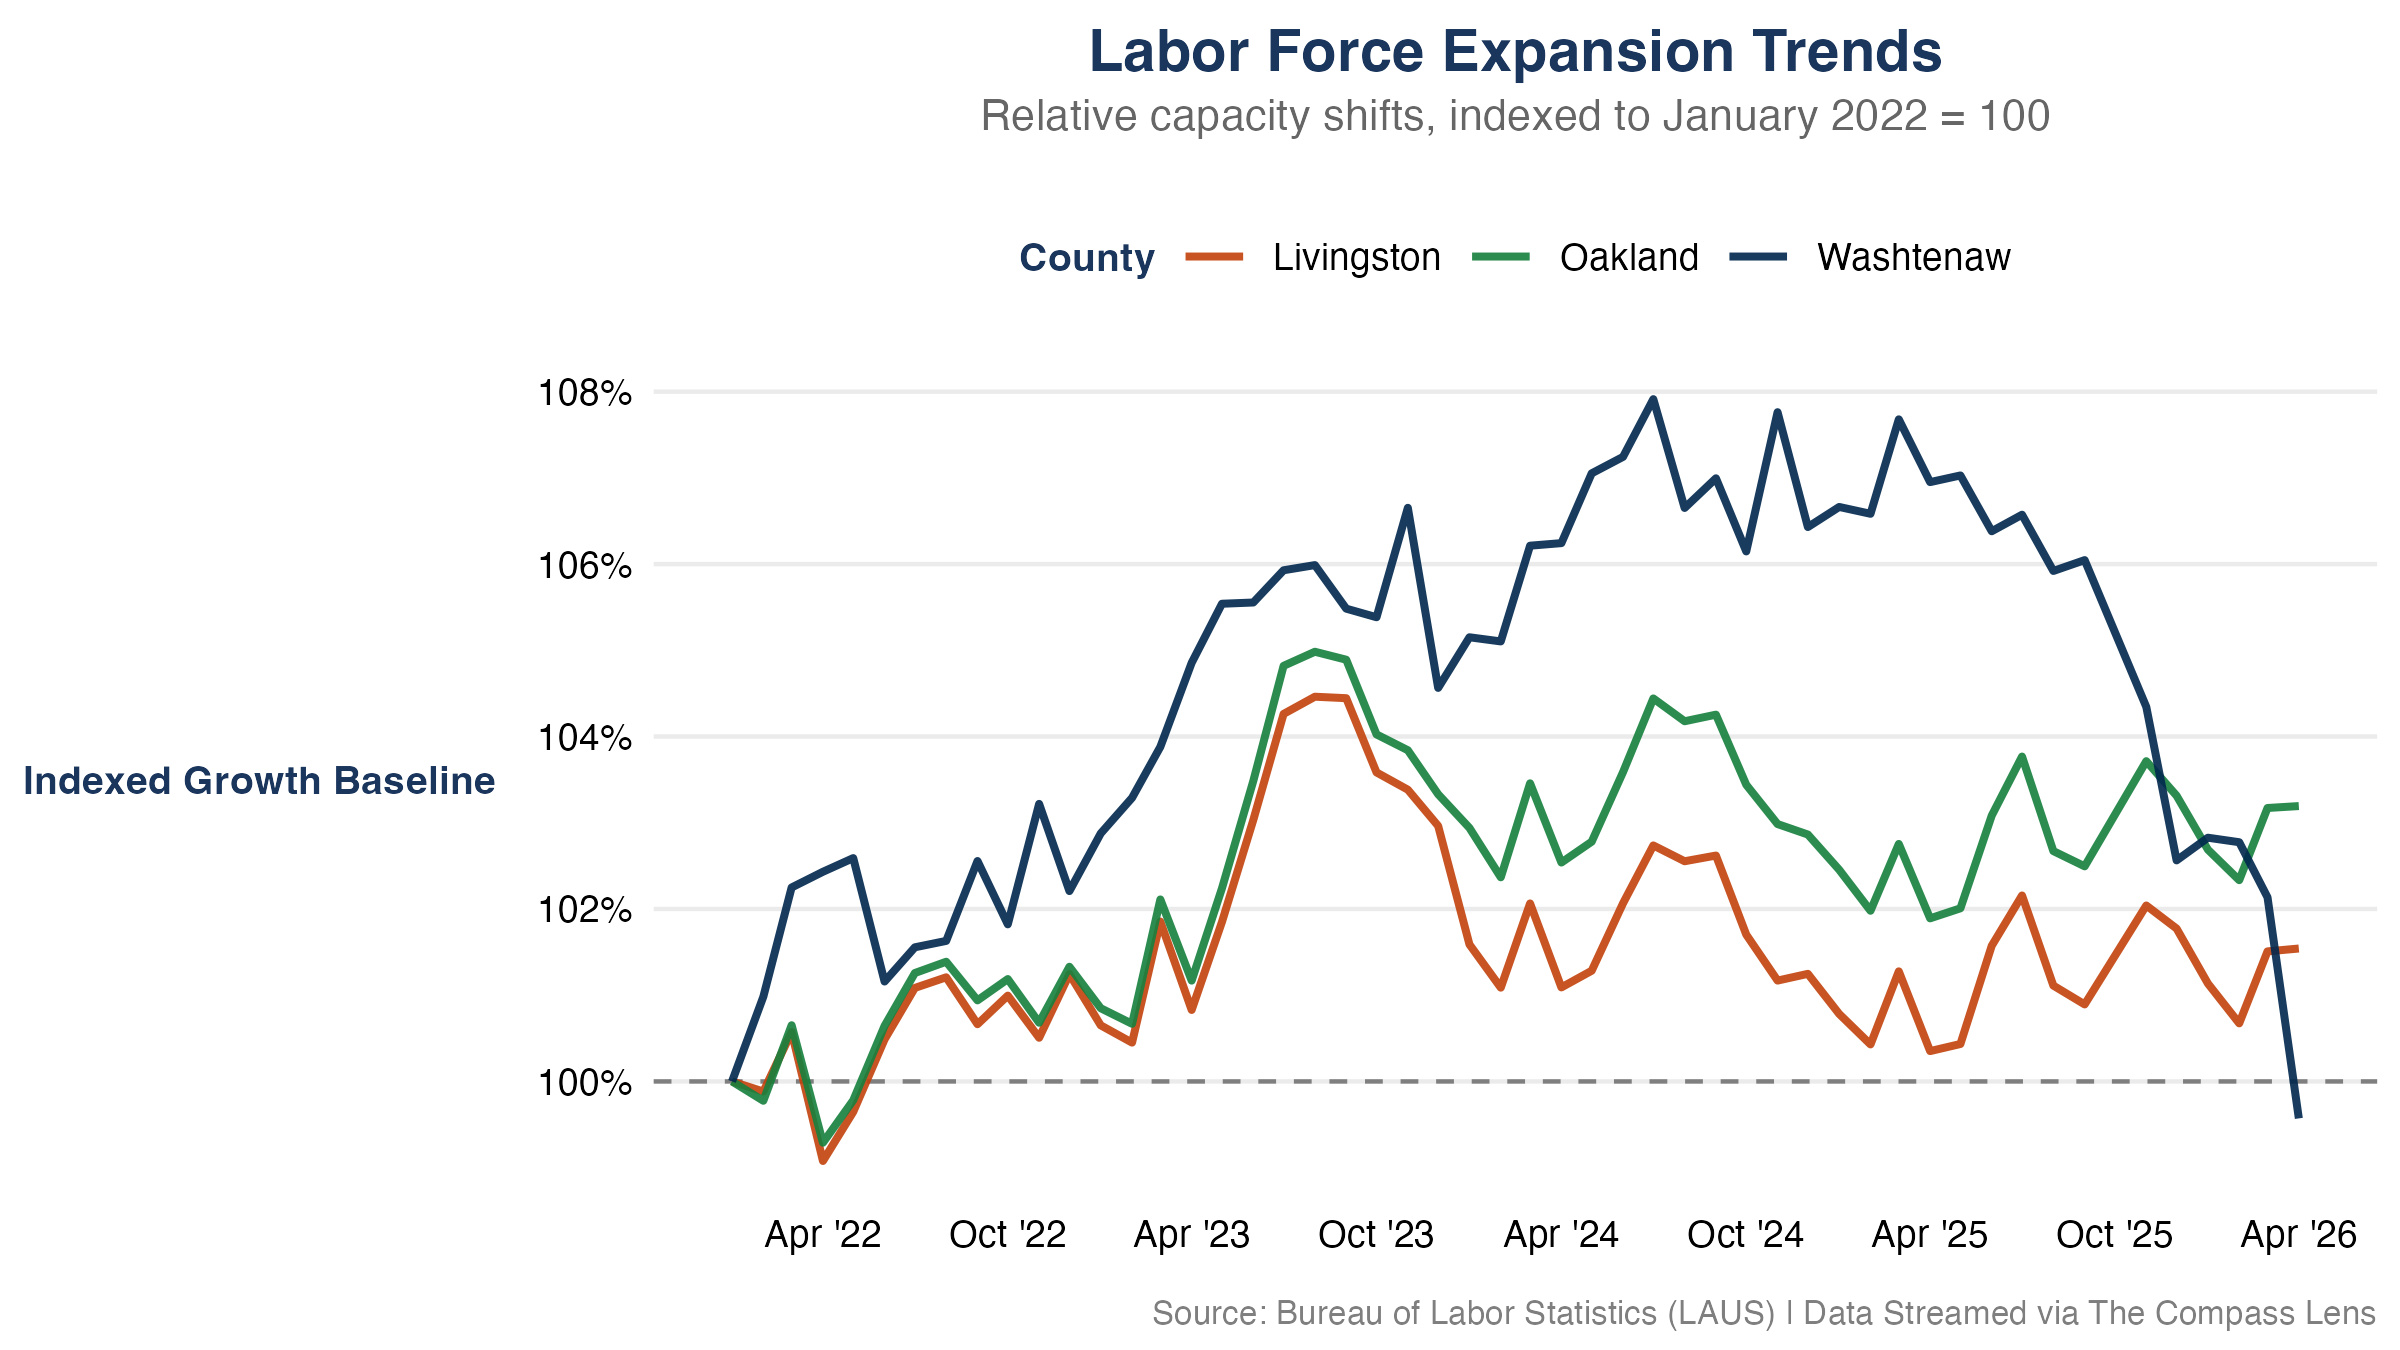 Labor Force Expansion Trends
Relative capacity shifts, indexed to January 2022 = 100
County Livingston Oakland Washtenaw
108%
106%
104%
Indexed Growth Baseline
102%
100%
Apr '22 Oct '22 Apr '23 Oct '23 Apr '24 Oct '24 Apr '25 Oct '25 Apr '26
Source: Bureau of Labor Statistics (LAUS) | Data Streamed via The Compass Lens